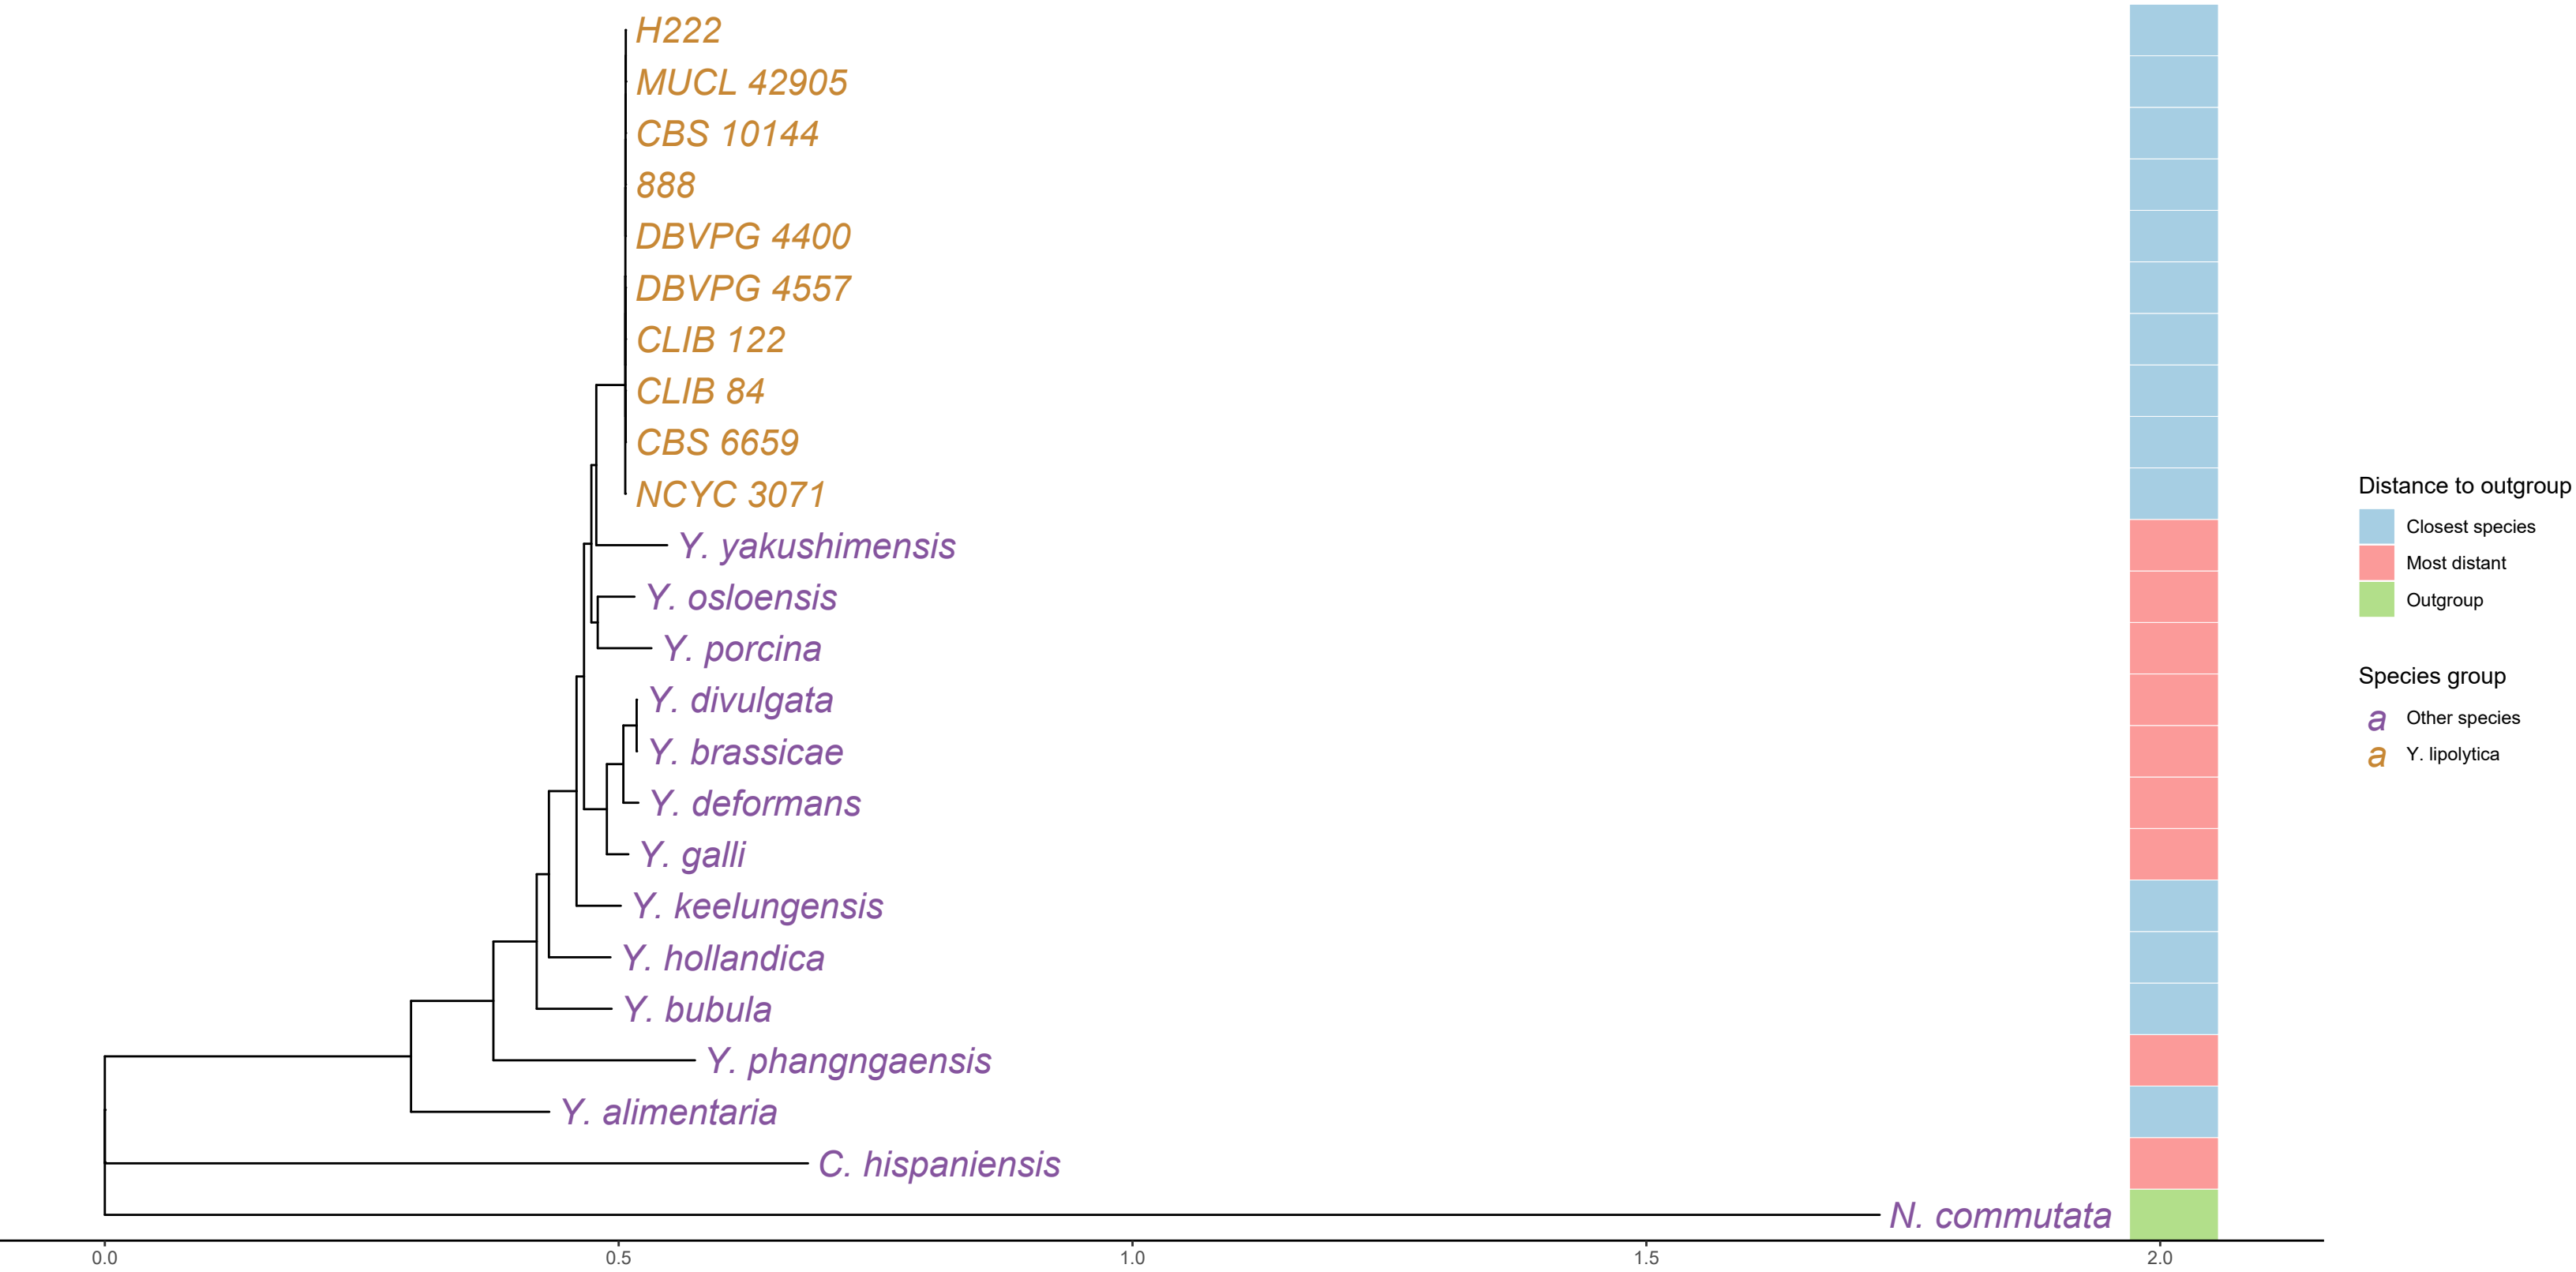 H222
MUCL 42905
CBS 10144
888
DBVPG 4400
DBVPG 4557
CLIB 122
CLIB 84
CBS 6659
NCYC 3071
Y. yakushimensis
Y. osloensis
Y. porcina
Y. divulgata
Y. brassicae
Y. deformans
Y. galli
Y. keelungensis
Y. hollandica
Y. bubula
Y. phangngaensis
Y. alimentaria
C. hispaniensis
N. commutata
0.0 0.5 1.0 1.5 2.0
Distance to outgroup
Closest species
Most distant
Outgroup
Species group
a Other species
a Y. lipolytica